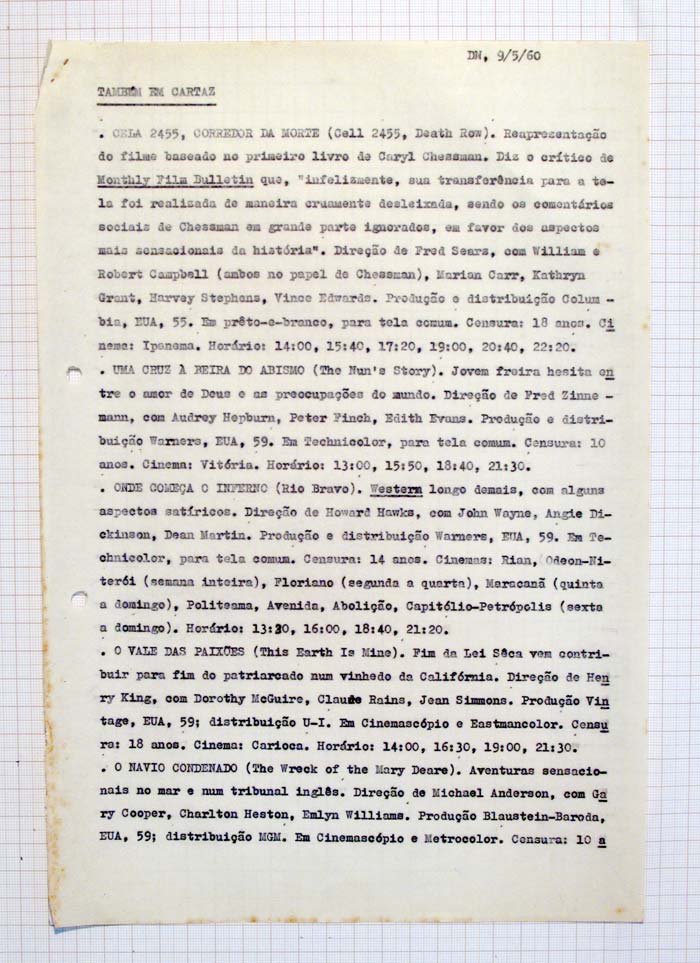 DN, 9/5/60
TAMBÉM EM CARTAZ
. CELA 2455, CORREDOR DA MORTE (Cell 2455, Death Row). Reapresentação
do filme baseado no primeiro livro de Caryl Chessman. Diz o crítico de
Monthly Film Bulletin que, "infelizmente, sua transferência para a te-
la foi realizada de maneira cruamente desleixada, sendo os comentários
sociais de Chessman em grande parte ignorados, em favor dos aspectos
mais sensacionais da história". Direção de Fred Sears, com William e
Robert Campbell (ambos no papel de Chessman), Marian Carr, Kathryn
Grant, Harvey Stephens, Vince Edwards. Produção e distribuição Colum -
bia, EUA, 55. Em prêto-e-branco, para tela comum. Censura: 18 anos. Ci
nema: Ipanema. Horário: 14:00, 15:40, 17:20, 19:00, 20:40, 22:20.
. UMA CRUZ À BEIRA DO ABISMO (The Nun's Story). Jovem freira hesita en
tre o amor de Deus e as preocupações do mundo. Direção de Fred Zinne -
mann, com Audrey Hepburn, Peter Finch, Edith Evans. Produção e distri-
buição Warners, EUA, 59. Em Technicolor, para tela comum. Censura: 10
anos. Cinema: Vitória. Horário: 13:00, 15:50, 18:40, 21:30.
. ONDE COMEÇA O INFERNO (Rio Bravo). Western longo demais, com alguns
aspectos satíricos. Direção de Howard Hawks, com John Wayne, Angie Di-
ckinson, Dean Martin. Produção e distribuição Warners, EUA, 59. Em Te-
chnicolor, para tela comum. Censura: 14 anos. Cinemas: Rian, Odeon-Ni-
terói (semana inteira), Floriano (segunda a quarta), Maracanã (quinta
a domingo), Politeama, Avenida, Abolição, Capitólio-Petrópolis (sexta
a domingo). Horário: 13:20, 16:00, 18:40, 21:20.
. O VALE DAS PAIXÕES (This Earth Is Mine). Fim da Lei Sêca vem contri-
buir para fim do patriarcado num vinhedo da Califórnia. Direção de Hen
ry King, com Dorothy McGuire, Claude Rains, Jean Simmons. Produção Vin
tage, EUA, 59; distribuição U-I. Em Cinemascópio e Eastmancolor. Censu
ra: 18 anos. Cinema: Carioca. Horário: 14:00, 16:30, 19:00, 21:30.
. O NAVIO CONDENADO (The Wreck of the Mary Deare). Aventuras sensacio-
nais no mar e num tribunal inglês. Direção de Michael Anderson, com Ga
ry Cooper, Charlton Heston, Emlyn Williams. Produção Blaustein-Baroda,
EUA, 59; distribuição MGM. Em Cinemascópio e Metrocolor. Censura: 10 a